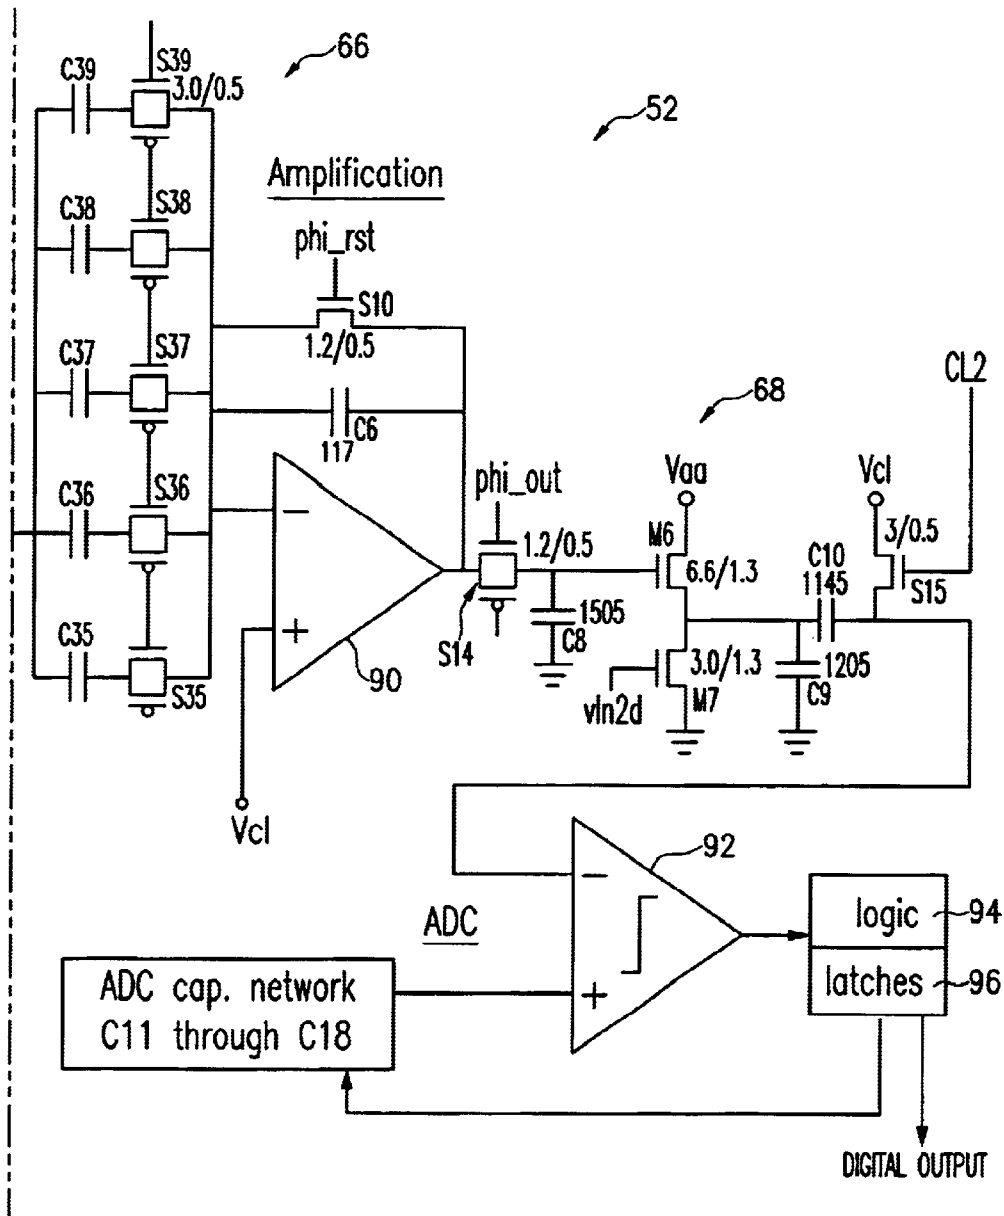 66
52
C39
S39
3.0/0.5
Amplification
C38
S38
phi_rst
S10
1.2/0.5
C37
S37
C6
117
68
CL2
C36
S36
phi_out
1.2/0.5
Vaa
Vcl
M6
6.6/1.3
C10
1145
3/0.5
S15
−
+
90
S14
1505
C8
C35
S35
3.0/1.3
M7
vln2d
1205
C9
Vcl
92
−
+
ADC
logic
94
latches
96
ADC cap. network
C11 through C18
DIGITAL OUTPUT